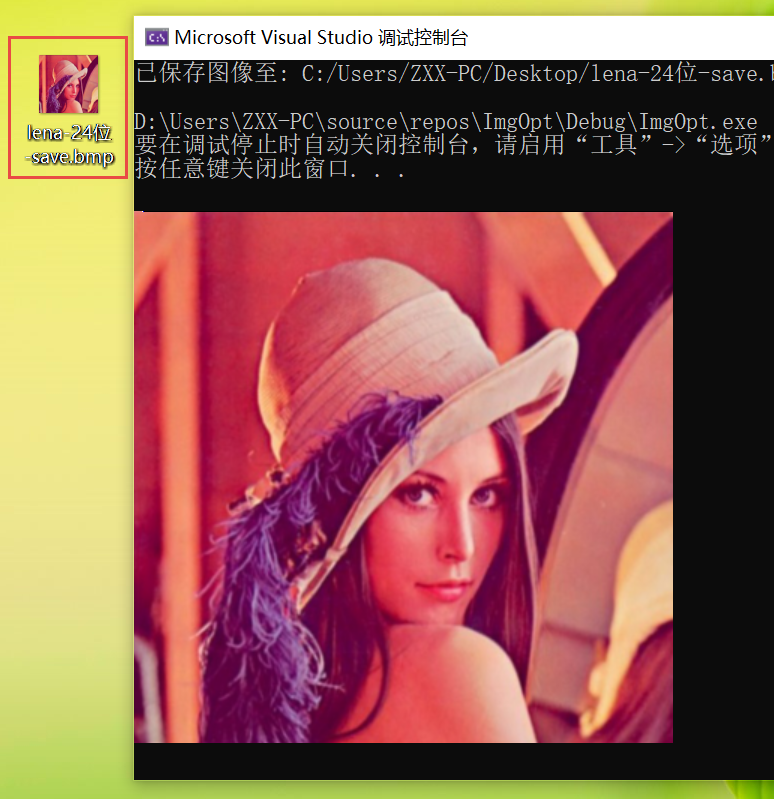 Microsoft Visual Studio 调试控制台
已保存图像至: C:/Users/ZXX-PC/Desktop/lena-24位-save.
D:\Users\ZXX-PC\source\repos\ImgOpt\Debug\ImgOpt.exe
要在调试停止时自动关闭控制台，请启用“工具”->“选项”
按任意键关闭此窗口. . .
lena-24位
-save.bmp